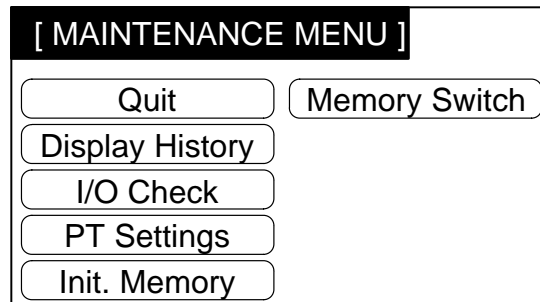 [ MAINTENANCE MENU ]
Quit
Memory Switch
Display History
I/O Check
PT Settings
Init. Memory